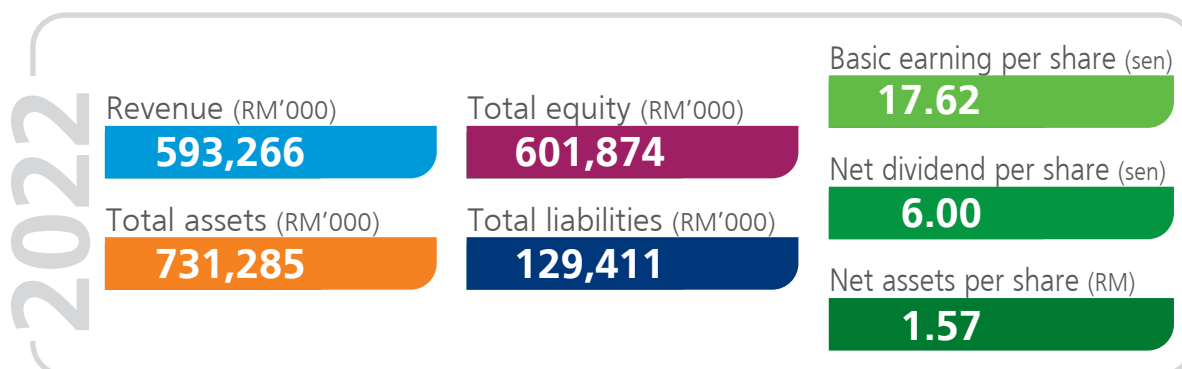 2022
Revenue (RM'000)
593,266
Total assets (RM'000)
731,285
Total equity (RM'000)
601,874
Total liabilities (RM'000)
129,411
Basic earning per share (sen)
17.62
Net dividend per share (sen)
6.00
Net assets per share (RM)
1.57